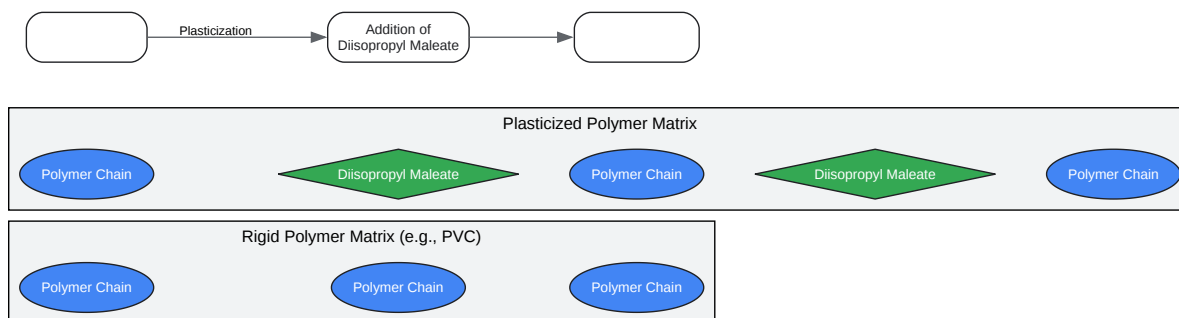 Plasticization
Addition of
Diisopropyl Maleate
Plasticized Polymer Matrix
Polymer Chain
Diisopropyl Maleate
Polymer Chain
Diisopropyl Maleate
Polymer Chain
Rigid Polymer Matrix (e.g., PVC)
Polymer Chain
Polymer Chain
Polymer Chain